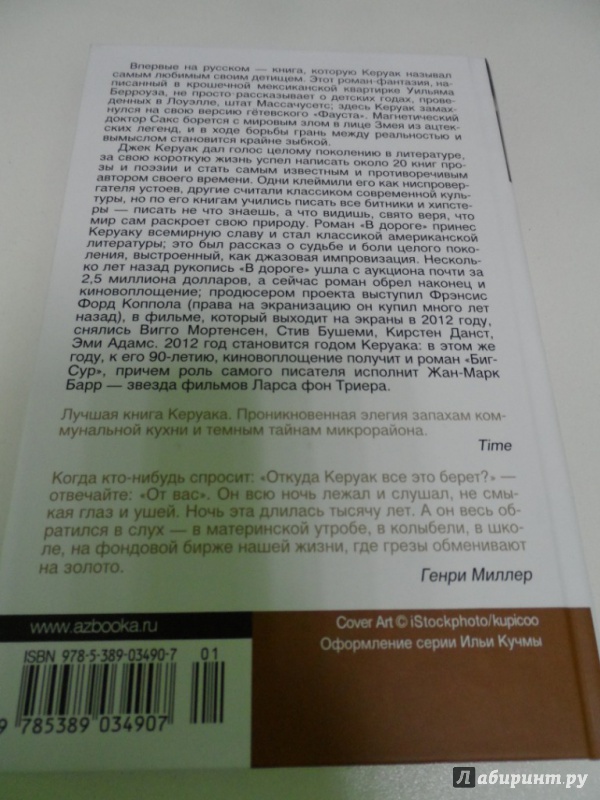 Впервые на русском — книга, которую Керуак называл
самым любимым своим детищем. Этот роман-фантазия, на-
писанный в крошечной мексиканской квартирке Уильяма
Берроуза, не просто рассказывает о детских годах, прове-
денных в Лоуэлле, штат Массачусетс; здесь Керуак замах-
нулся на свою версию гётевского «Фауста». Магнетический
доктор Сакс борется с мировым злом в лице Змея из ацтек-
ских легенд, и в ходе борьбы грань между реальностью и
вымыслом становится крайне зыбкой.
Джек Керуак дал голос целому поколению в литературе,
за свою короткую жизнь успел написать около 20 книг про-
зы и поэзии и стать самым известным и противоречивым
автором своего времени. Одни клеймили его как ниспровер-
гателя устоев, другие считали классиком современной куль-
туры, но по его книгам учились писать все битники и хипсте-
ры — писать не что знаешь, а что видишь, свято веря, что
мир сам раскроет свою природу. Роман «В дороге» принес
Керуаку всемирную славу и стал классикой американской
литературы; это был рассказ о судьбе и боли целого поко-
ления, выстроенный, как джазовая импровизация. Несколь-
ко лет назад рукопись «В дороге» ушла с аукциона почти за
2,5 миллиона долларов, а сейчас роман обрел наконец и
киновоплощение; продюсером проекта выступил Фрэнсис
Форд Коппола (права на экранизацию он купил много лет
назад), в фильме, который выходит на экраны в 2012 году,
снялись Вигго Мортенсен, Стив Бушеми, Кирстен Данст,
Эми Адамс. 2012 год становится годом Керуака: в этом же
году, к его 90-летию, киновоплощение получит и роман «Биг-
Сур», причем роль самого писателя исполнит Жан-Марк
Барр — звезда фильмов Ларса фон Триера.
Лучшая книга Керуака. Проникновенная элегия запахам ком-
мунальной кухни и темным тайнам микрорайона.
Time
Когда кто-нибудь спросит: «Откуда Керуак все это берет?» —
отвечайте: «От вас». Он всю ночь лежал и слушал, не смы-
кая глаз и ушей. Ночь эта длилась тысячу лет. А он весь об-
ратился в слух — в материнской утробе, в колыбели, в шко-
ле, на фондовой бирже нашей жизни, где грезы обменивают
на золото.
Генри Миллер
www.azbooka.ru
Cover Art © iStockphoto/kupicoo
Оформление серии Ильи Кучмы
ISBN 978-5-389-03490-7 01
9 785389 034907
Лабиринт.ру